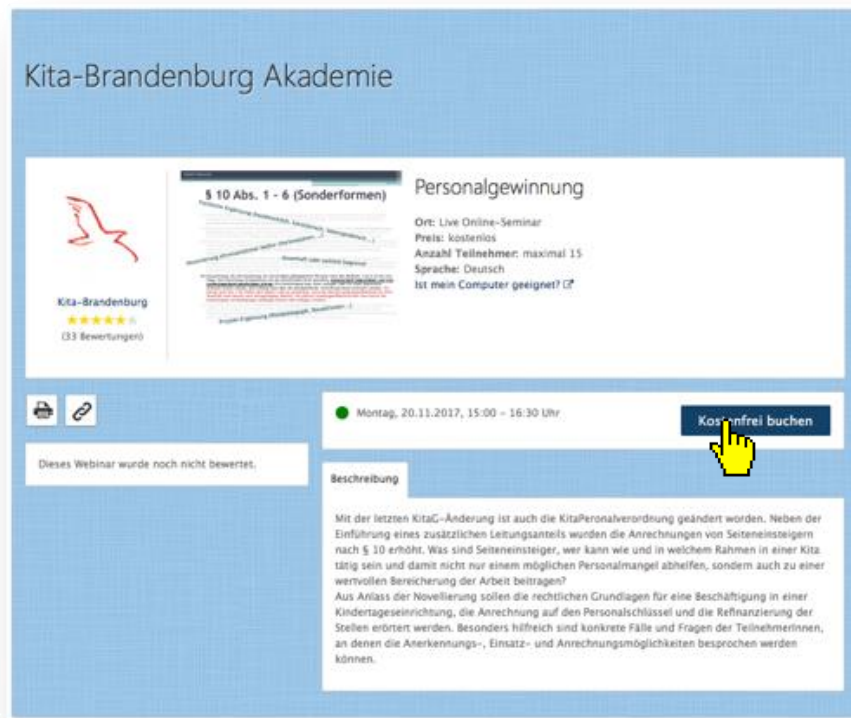 Kita-Brandenburg Akademie
§ 10 Abs. 1 - 6 (Sonderformen)
Kita-Brandenburg
(33 Bewertungen)
Personalgewinnung
Ort: Live Online-Seminar
Preis: kostenlos
Anzahl Teilnehmer: maximal 15
Sprache: Deutsch
Ist mein Computer geeignet?
Dieses Webinar wurde noch nicht bewertet.
Montag, 20.11.2017, 15:00 – 16:30 Uhr
Kostenfrei buchen
Beschreibung
Mit der letzten KitaG-Änderung ist auch die KitaPeronalverordnung geändert worden. Neben der
Einführung eines zusätzlichen Leitungsanteils wurden die Anrechnungen von Seiteneinsteigern
nach § 10 erhöht. Was sind Seiteneinsteiger, wer kann wie und in welchem Rahmen in einer Kita
tätig sein und damit nicht nur einem möglichen Personalmangel abhelfen, sondern auch zu einer
wertvollen Bereicherung der Arbeit beitragen?
Aus Anlass der Novellierung sollen die rechtlichen Grundlagen für eine Beschäftigung in einer
Kindertageseinrichtung, die Anrechnung auf den Personalschlüssel und die Refinanzierung der
Stellen erörtert werden. Besonders hilfreich sind konkrete Fälle und Fragen der TeilnehmerInnen,
an denen die Anerkennungs-, Einsatz- und Anrechnungsmöglichkeiten besprochen werden
können.